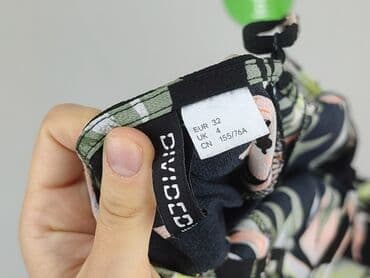 EUR 32
UK 4
CN 155/76A
DIVIDED